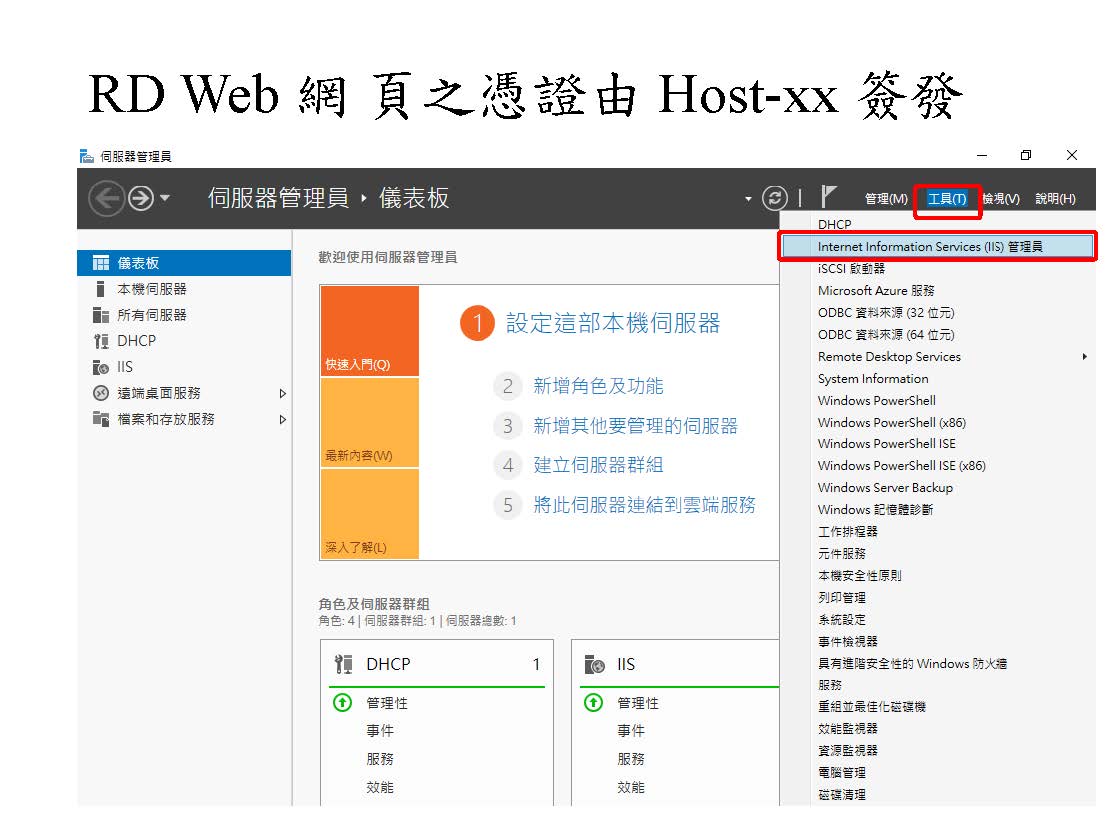 RD Web 網 頁之憑證由 Host-xx 簽發
伺服器管理員
伺服器管理員 ‣ 儀表板
管理(M) 工具(T) 檢視(V) 說明(H)
儀表板
本機伺服器
所有伺服器
DHCP
IIS
遠端桌面服務
檔案和存放服務
歡迎使用伺服器管理員
快速入門(Q)
最新內容(W)
深入了解(L)
1 設定這部本機伺服器
2 新增角色及功能
3 新增其他要管理的伺服器
4 建立伺服器群組
5 將此伺服器連結到雲端服務
角色及伺服器群組
角色: 4 | 伺服器群組: 1 | 伺服器總數: 1
DHCP 1
管理性
事件
服務
效能
IIS
管理性
事件
服務
效能
DHCP
Internet Information Services (IIS) 管理員
iSCSI 啟動器
Microsoft Azure 服務
ODBC 資料來源 (32 位元)
ODBC 資料來源 (64 位元)
Remote Desktop Services
System Information
Windows PowerShell
Windows PowerShell (x86)
Windows PowerShell ISE
Windows PowerShell ISE (x86)
Windows Server Backup
Windows 記憶體診斷
工作排程器
元件服務
本機安全性原則
列印管理
系統設定
事件檢視器
具有進階安全性的 Windows 防火牆
服務
重組並最佳化磁碟機
效能監視器
資源監視器
電腦管理
磁碟清理